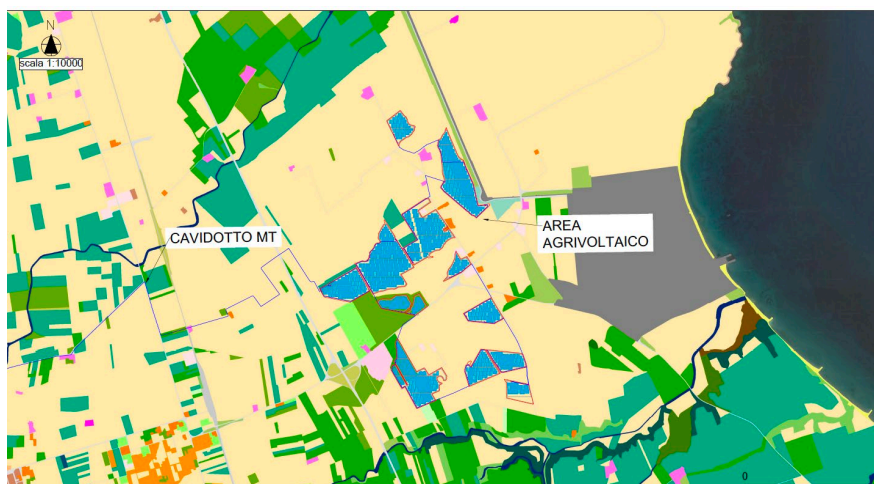 N
scala 1:10000
CAVIDOTTO MT
AREA
AGRIVOLTAICO
0